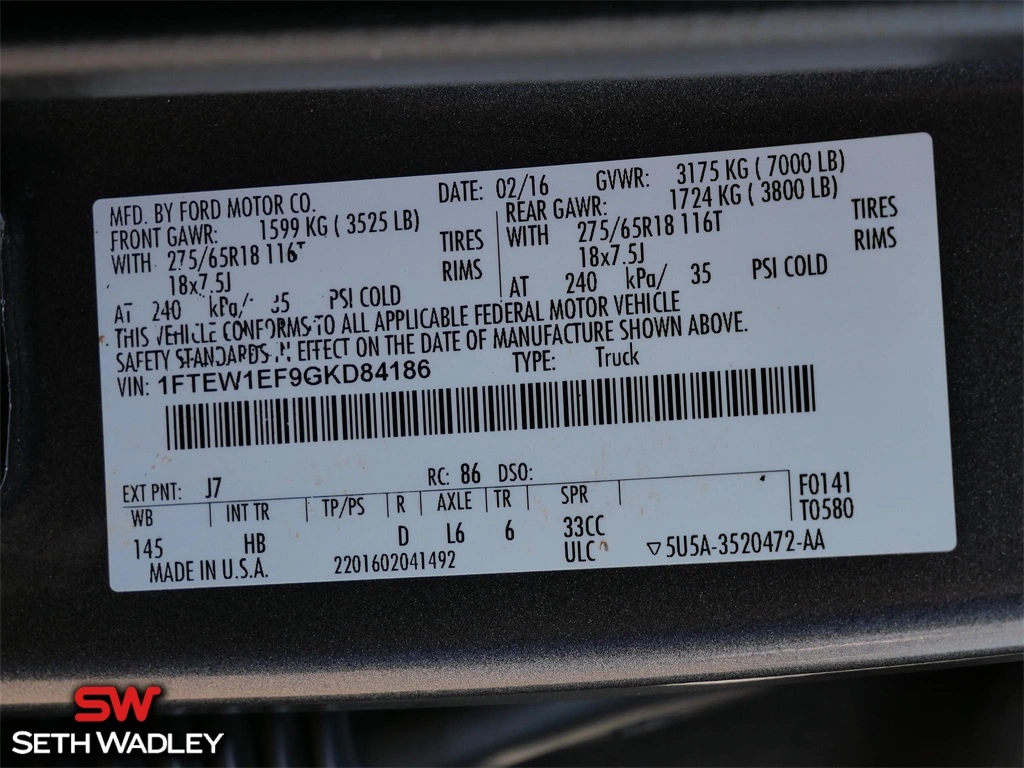 MFD. BY FORD MOTOR CO. DATE: 02/16 GVWR: 3175 KG ( 7000 LB)
FRONT GAWR: 1599 KG ( 3525 LB) REAR GAWR: 1724 KG ( 3800 LB)
WITH 275/65R18 116T TIRES WITH 275/65R18 116T TIRES
18x7.5J RIMS 18x7.5J RIMS
AT 240 kPa/ 35 PSI COLD AT 240 kPa/ 35 PSI COLD
THIS VEHICLE CONFORMS TO ALL APPLICABLE FEDERAL MOTOR VEHICLE
SAFETY STANDARDS IN EFFECT ON THE DATE OF MANUFACTURE SHOWN ABOVE.
VIN: 1FTEW1EF9GKD84186 TYPE: Truck
EXT PNT: J7 RC: 86 DSO:
WB INT TR TP/PS R AXLE TR SPR F0141
T0580
145 HB D L6 6 33CC
ULC ▽ 5U5A-3520472-AA
MADE IN U.S.A. 2201602041492
SW
SETH WADLEY